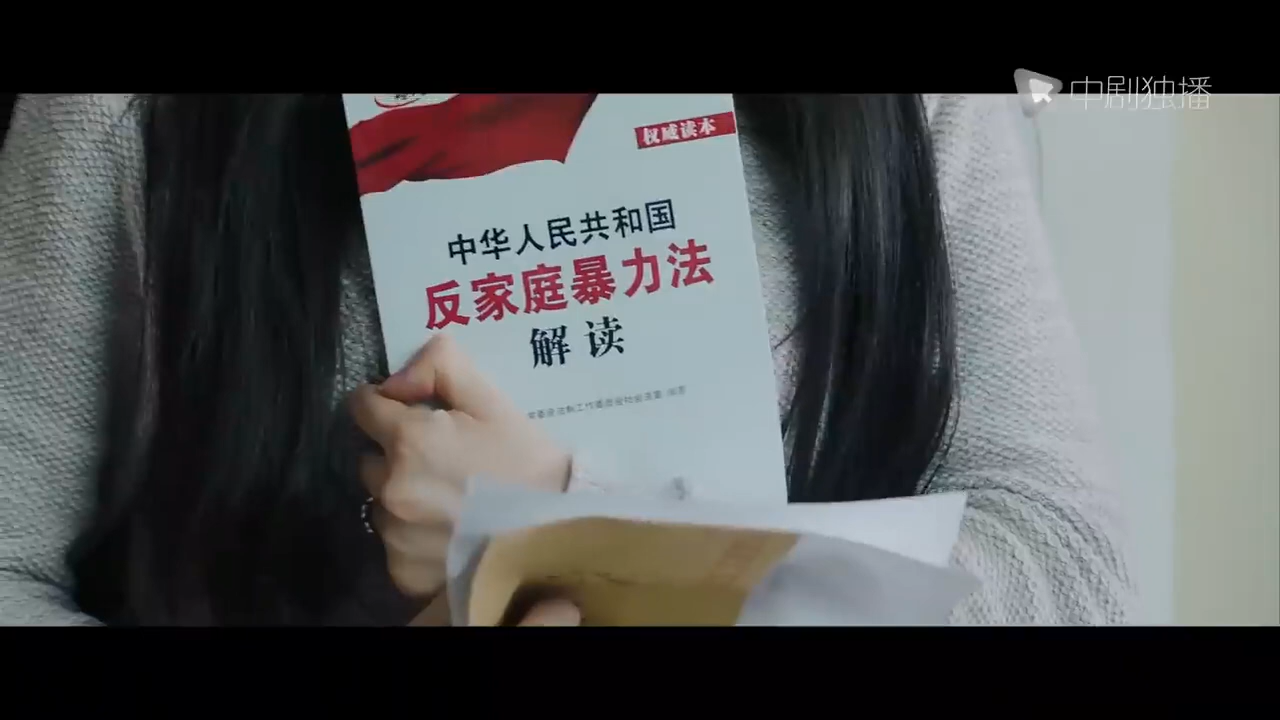 中剧独播
权威读本
中华人民共和国
反家庭暴力法
解读